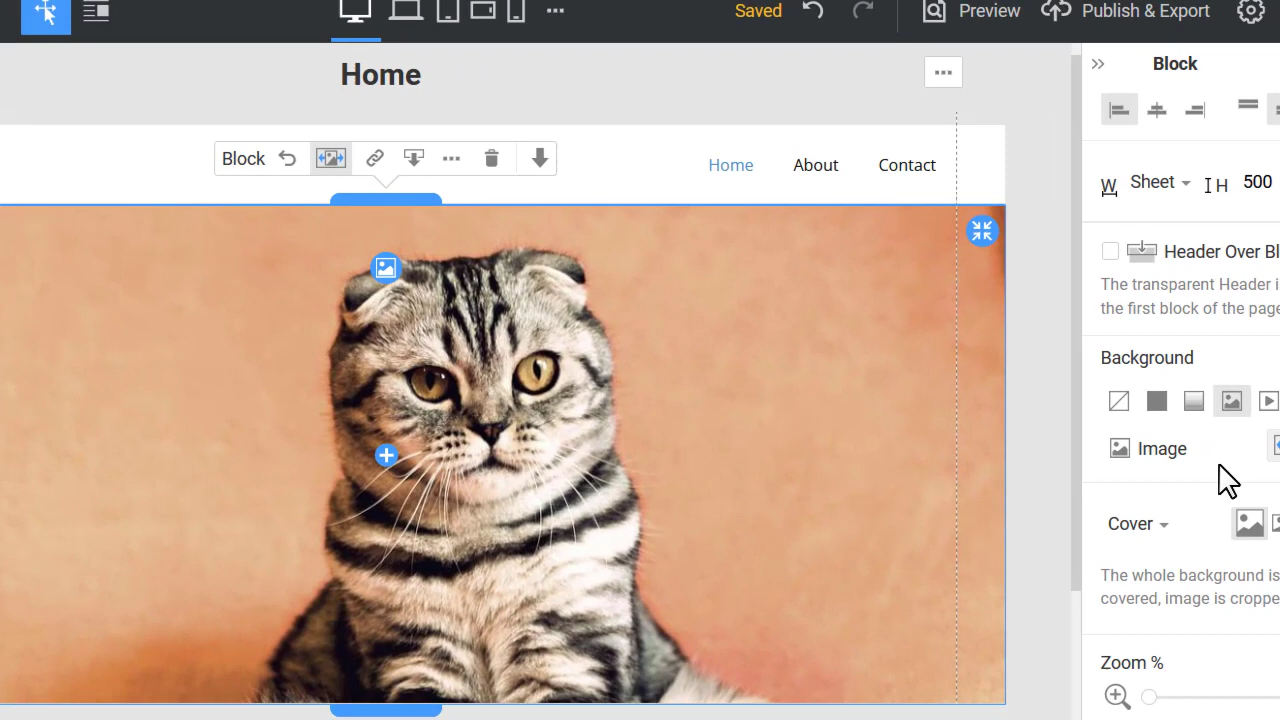 Saved
Preview
Publish & Export
Home
Block
Block
Home
About
Contact
Sheet
H
500
Header Over Bl
The transparent Header i
the first block of the page
Background
Image
Cover
The whole background is
covered, image is croppe
Zoom %